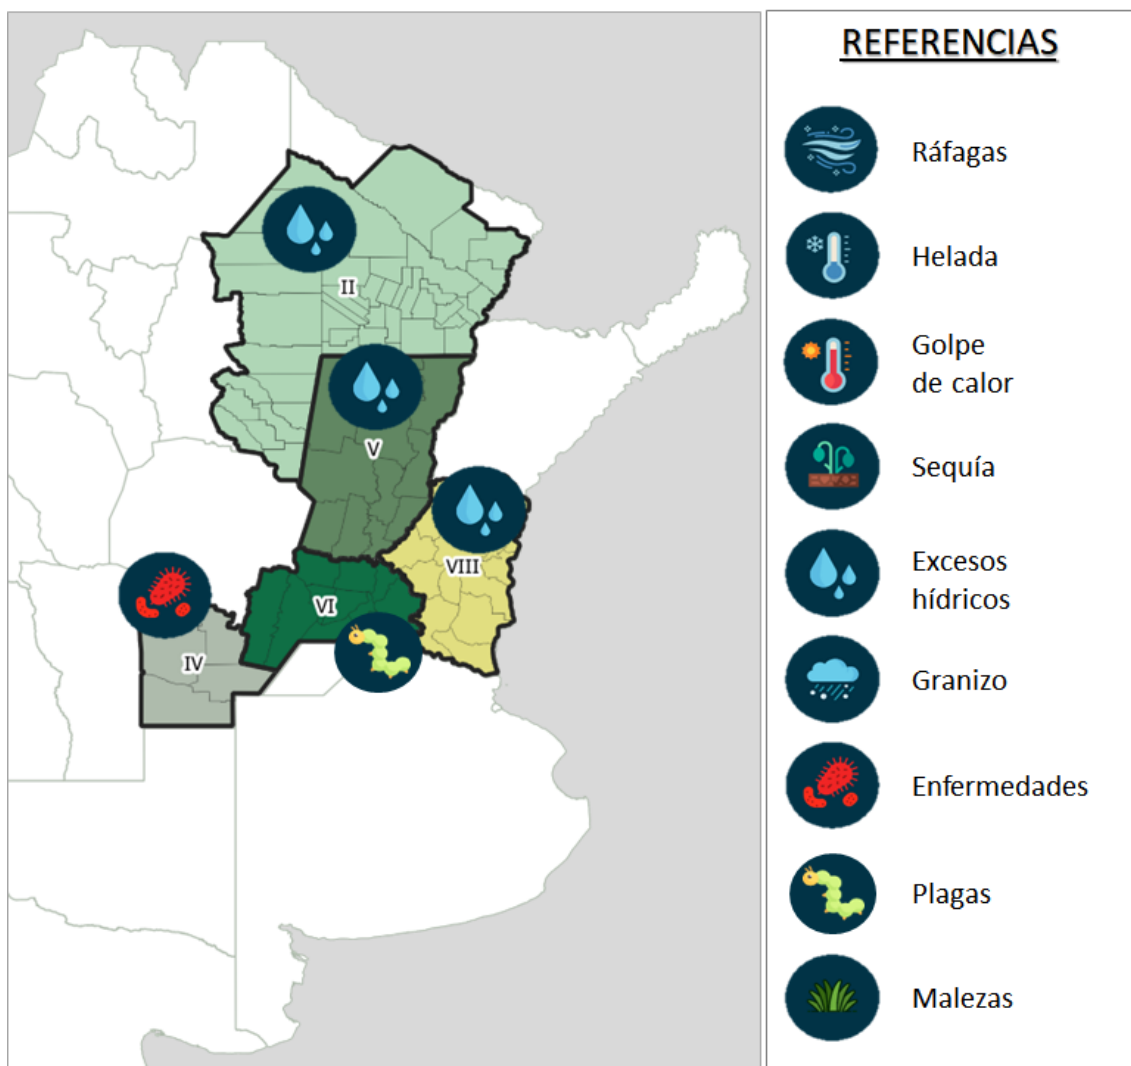 REFERENCIAS
Ráfagas
Helada
Golpe
de calor
Sequía
Excesos
hídricos
Granizo
Enfermedades
Plagas
Malezas
II
V
VIII
VI
IV